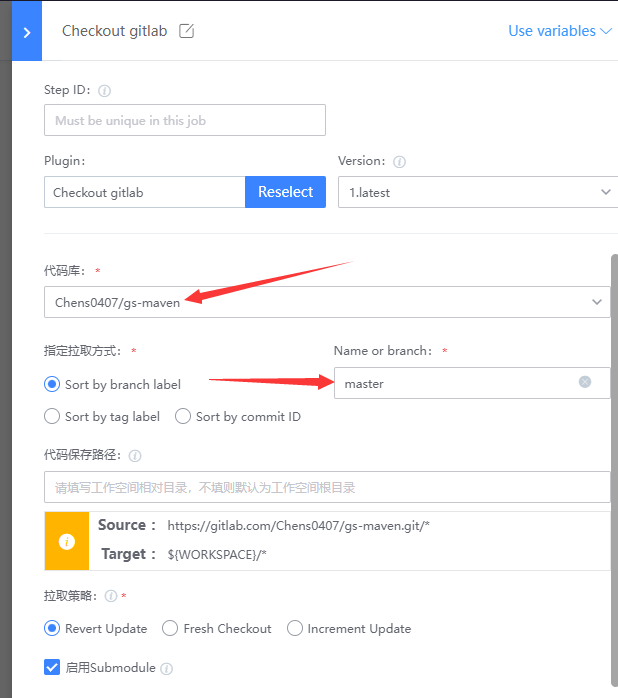 Checkout gitlab
Use variables
Step ID:
Must be unique in this job
Plugin:
Version:
Checkout gitlab
Reselect
1.latest
代码库: *
Chens0407/gs-maven
指定拉取方式: *
Name or branch: *
Sort by branch label
master
Sort by tag label
Sort by commit ID
代码保存路径:
请填写工作空间相对目录，不填则默认为工作空间根目录
Source : https://gitlab.com/Chens0407/gs-maven.git/*
Target : ${WORKSPACE}/*
拉取策略: *
Revert Update
Fresh Checkout
Increment Update
启用Submodule